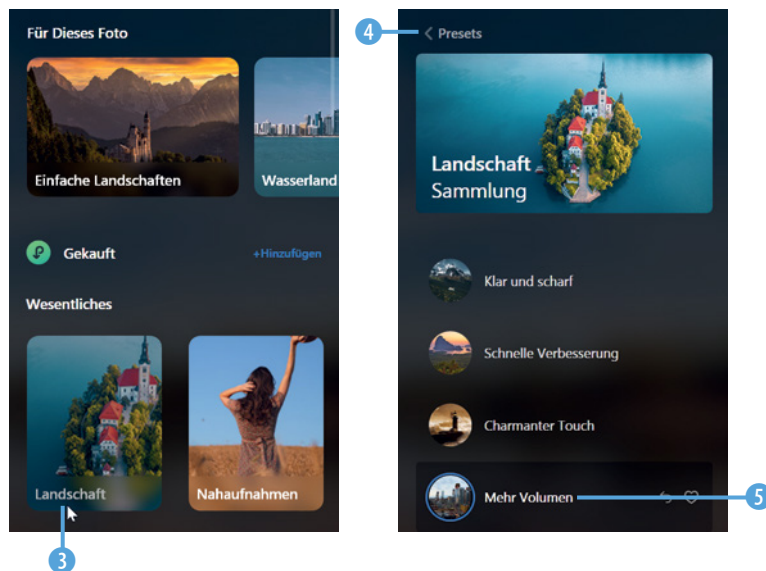 Für Dieses Foto
Einfache Landschaften
Wasserland
Gekauft
+Hinzufügen
Wesentliches
Landschaft
Nahaufnahmen
3
4
Presets
Landschaft
Sammlung
Klar und scharf
Schnelle Verbesserung
Charmanter Touch
Mehr Volumen
5